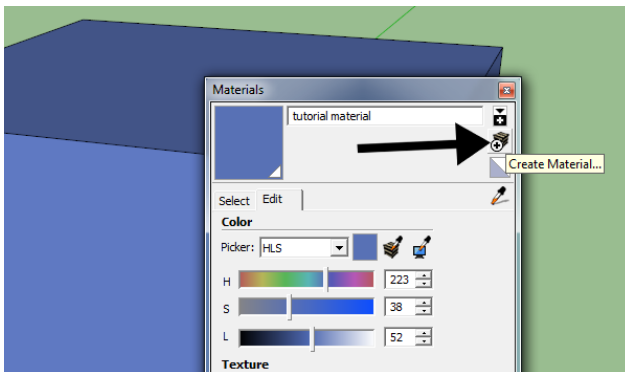 Materials
tutorial material
Create Material...
Select Edit
Color
Picker: HLS
H 223
S 38
L 52
Texture